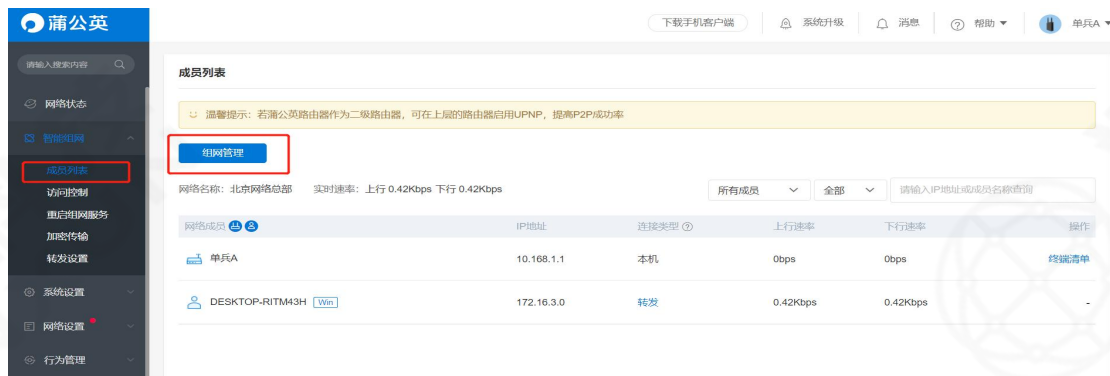 蒲公英
下载手机客户端 系统升级 消息 帮助 单兵A
请输入搜索内容
网络状态
智能组网
成员列表
访问控制
重启组网服务
加密传输
转发设置
系统设置
网络设置
行为管理
成员列表
温馨提示：若蒲公英路由器作为二级路由器，可在上层的路由器启用UPNP，提高P2P成功率
组网管理
网络名称：北京网络总部 实时速率：上行 0.42Kbps 下行 0.42Kbps 所有成员 全部 请输入IP地址或成员名称查询
网络成员 IP地址 连接类型 上行速率 下行速率 操作
单兵A 10.168.1.1 本机 0bps 0bps 终端清单
DESKTOP-RITM43H Win 172.16.3.0 转发 0.42Kbps 0.42Kbps -